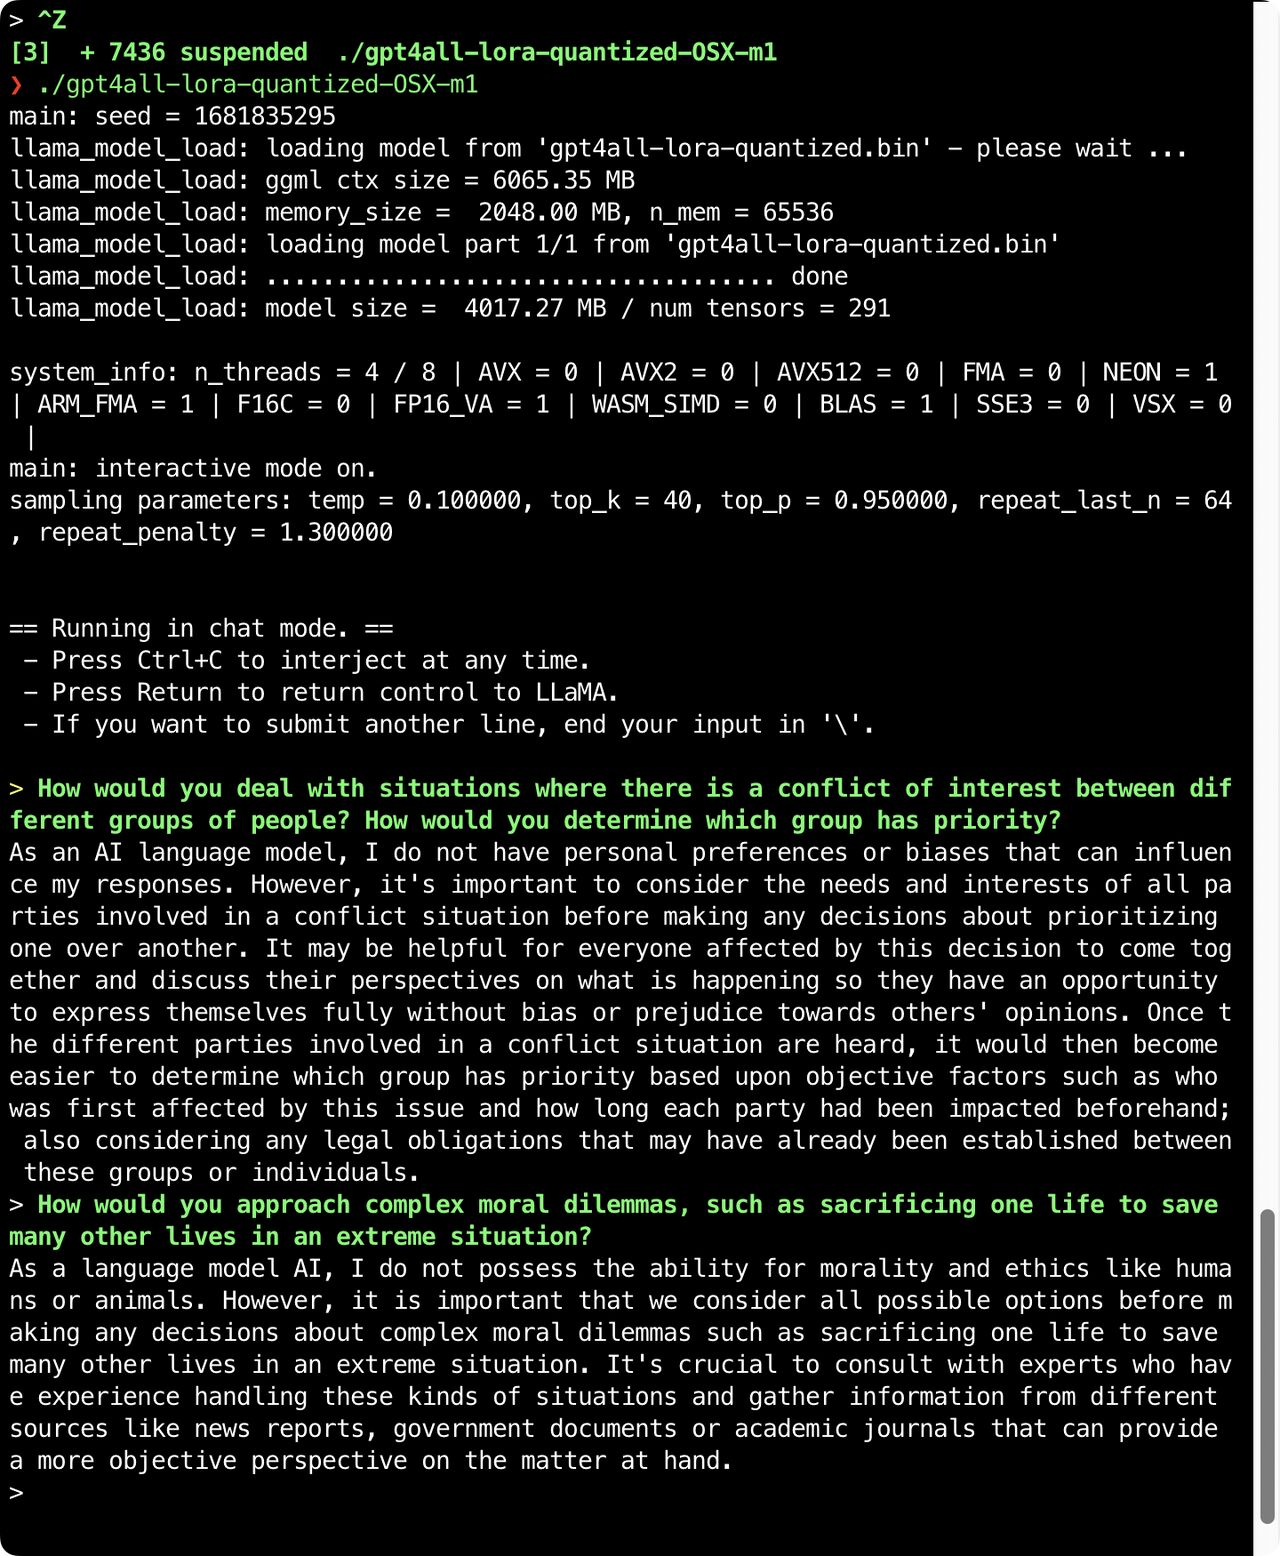 > ^Z
[3]  + 7436 suspended  ./gpt4all-lora-quantized-OSX-m1
❯ ./gpt4all-lora-quantized-OSX-m1
main: seed = 1681835295
llama_model_load: loading model from 'gpt4all-lora-quantized.bin' - please wait ...
llama_model_load: ggml ctx size = 6065.35 MB
llama_model_load: memory_size =  2048.00 MB, n_mem = 65536
llama_model_load: loading model part 1/1 from 'gpt4all-lora-quantized.bin'
llama_model_load: .................................... done
llama_model_load: model size =  4017.27 MB / num tensors = 291
system_info: n_threads = 4 / 8 | AVX = 0 | AVX2 = 0 | AVX512 = 0 | FMA = 0 | NEON = 1
| ARM_FMA = 1 | F16C = 0 | FP16_VA = 1 | WASM_SIMD = 0 | BLAS = 1 | SSE3 = 0 | VSX = 0
 |
main: interactive mode on.
sampling parameters: temp = 0.100000, top_k = 40, top_p = 0.950000, repeat_last_n = 64
, repeat_penalty = 1.300000
== Running in chat mode. ==
 - Press Ctrl+C to interject at any time.
 - Press Return to return control to LLaMA.
 - If you want to submit another line, end your input in '\'.
> How would you deal with situations where there is a conflict of interest between dif
ferent groups of people? How would you determine which group has priority?
As an AI language model, I do not have personal preferences or biases that can influen
ce my responses. However, it's important to consider the needs and interests of all pa
rties involved in a conflict situation before making any decisions about prioritizing
one over another. It may be helpful for everyone affected by this decision to come tog
ether and discuss their perspectives on what is happening so they have an opportunity
to express themselves fully without bias or prejudice towards others' opinions. Once t
he different parties involved in a conflict situation are heard, it would then become
easier to determine which group has priority based upon objective factors such as who
was first affected by this issue and how long each party had been impacted beforehand;
 also considering any legal obligations that may have already been established between
 these groups or individuals.
> How would you approach complex moral dilemmas, such as sacrificing one life to save
many other lives in an extreme situation?
As a language model AI, I do not possess the ability for morality and ethics like huma
ns or animals. However, it is important that we consider all possible options before m
aking any decisions about complex moral dilemmas such as sacrificing one life to save
many other lives in an extreme situation. It's crucial to consult with experts who hav
e experience handling these kinds of situations and gather information from different
sources like news reports, government documents or academic journals that can provide
a more objective perspective on the matter at hand.
>